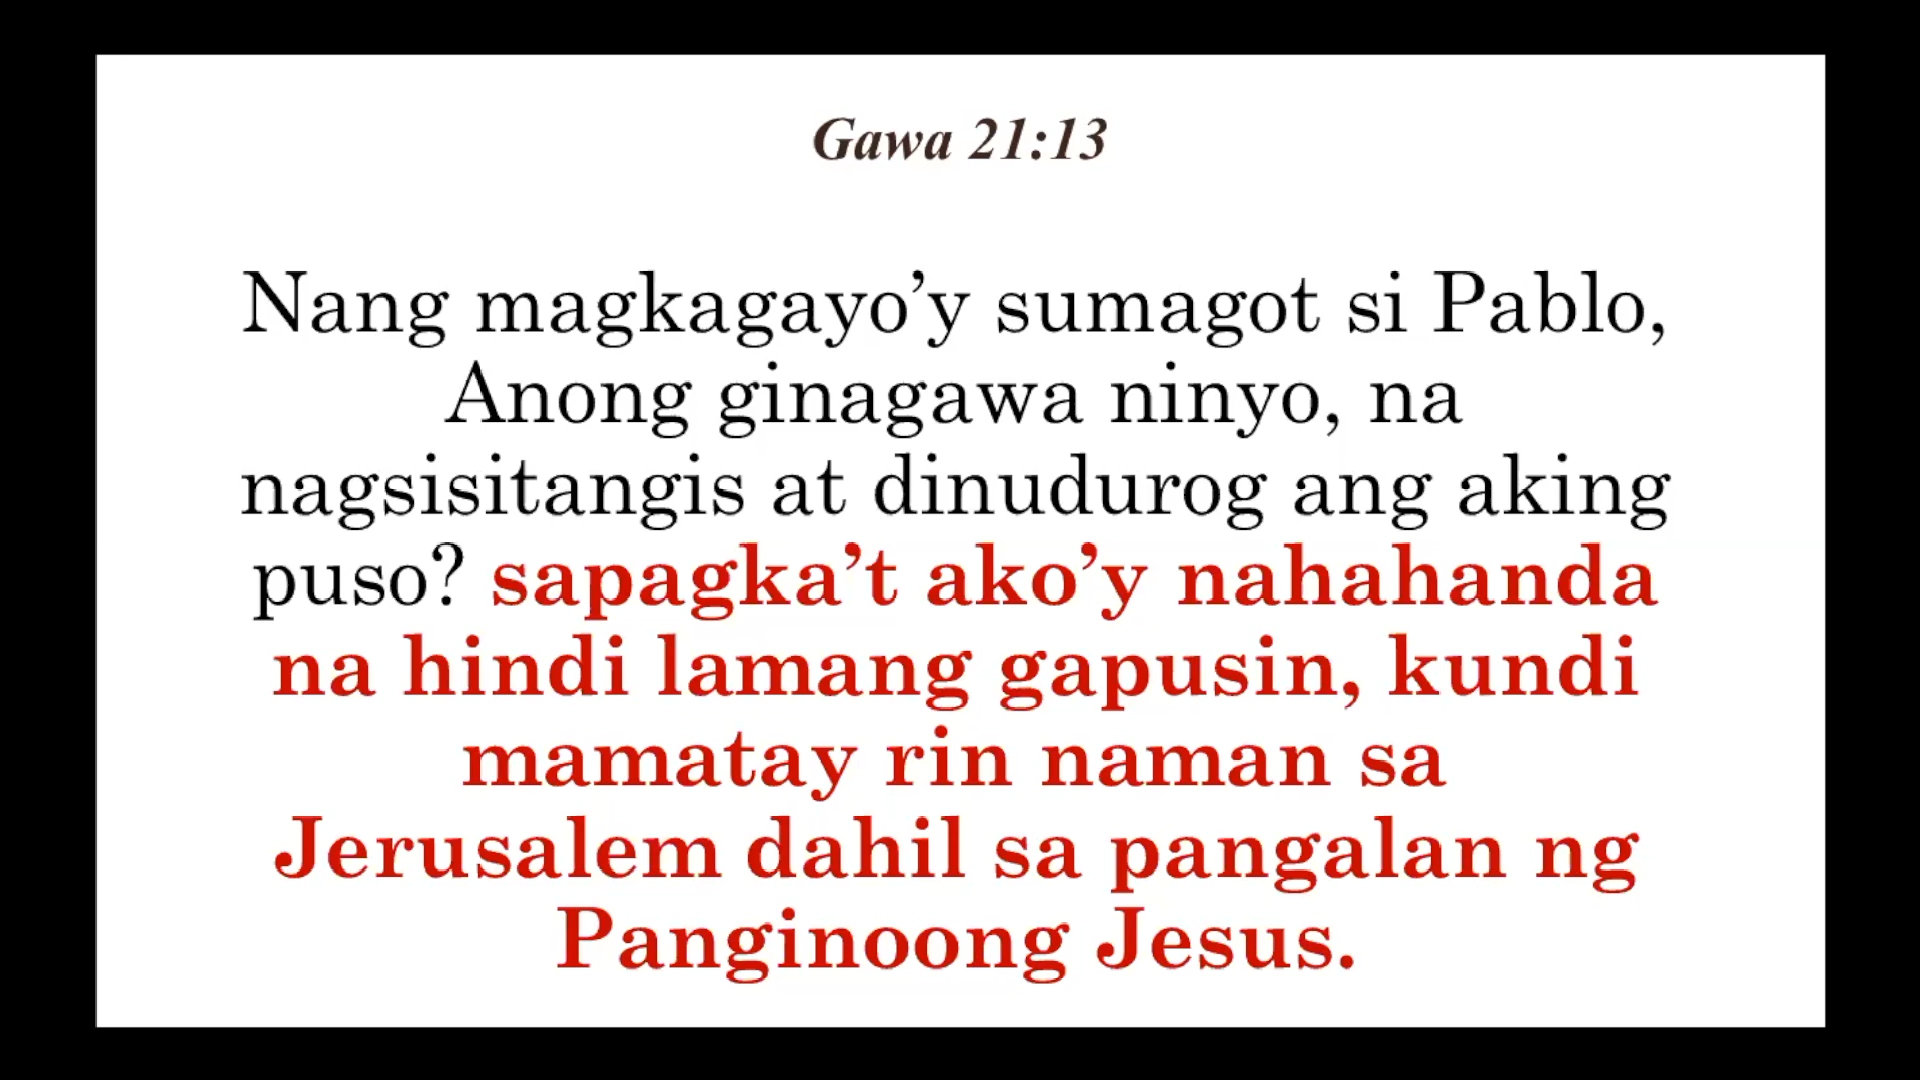 Gawa 21:13
Nang magkagayo’y sumagot si Pablo,
Anong ginagawa ninyo, na
nagsisitangis at dinudurog ang aking
puso? sapagka’t ako’y nahahanda
na hindi lamang gapusin, kundi
mamatay rin naman sa
Jerusalem dahil sa pangalan ng
Panginoong Jesus.